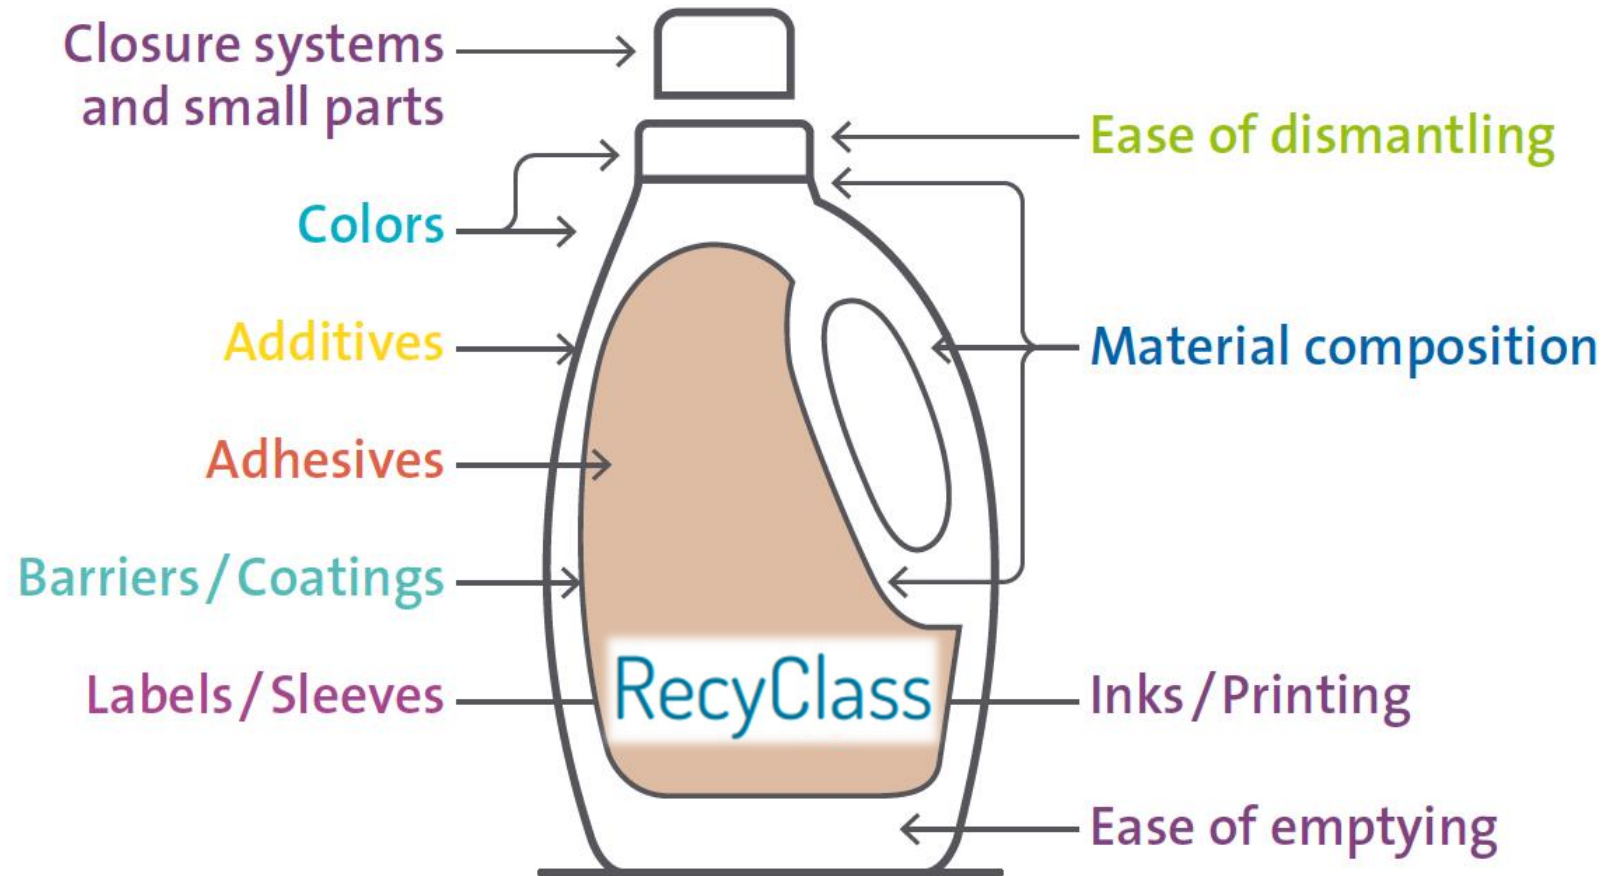 Closure systems
and small parts
Colors
Additives
Adhesives
Barriers / Coatings
Labels / Sleeves
RecyClass
Ease of dismantling
Material composition
Inks / Printing
Ease of emptying